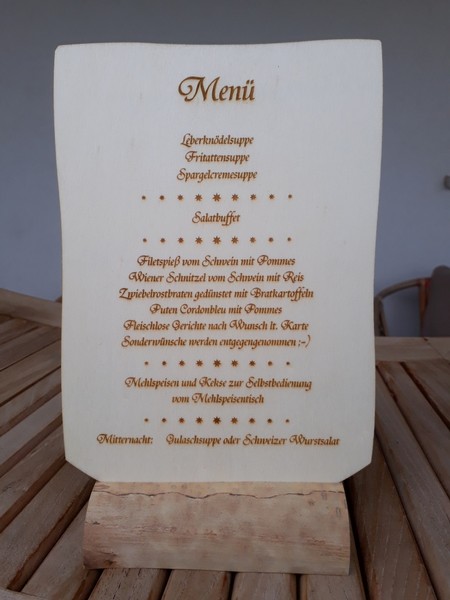 Menü
Leberknödelsuppe
Fritattensuppe
Spargelcremesuppe
Salatbuffet
Filetspieß vom Schwein mit Pommes
Wiener Schnitzel vom Schwein mit Reis
Zwiebelrostbraten gedünstet mit Bratkartoffeln
Puten Cordonbleu mit Pommes
Fleischlose Gerichte nach Wunsch lt. Karte
Sonderwünsche werden entgegengenommen ;-)
Mehlspeisen und Kekse zur Selbstbedienung
vom Mehlspeisentisch
Mitternacht: Gulaschsuppe oder Schweizer Wurstsalat